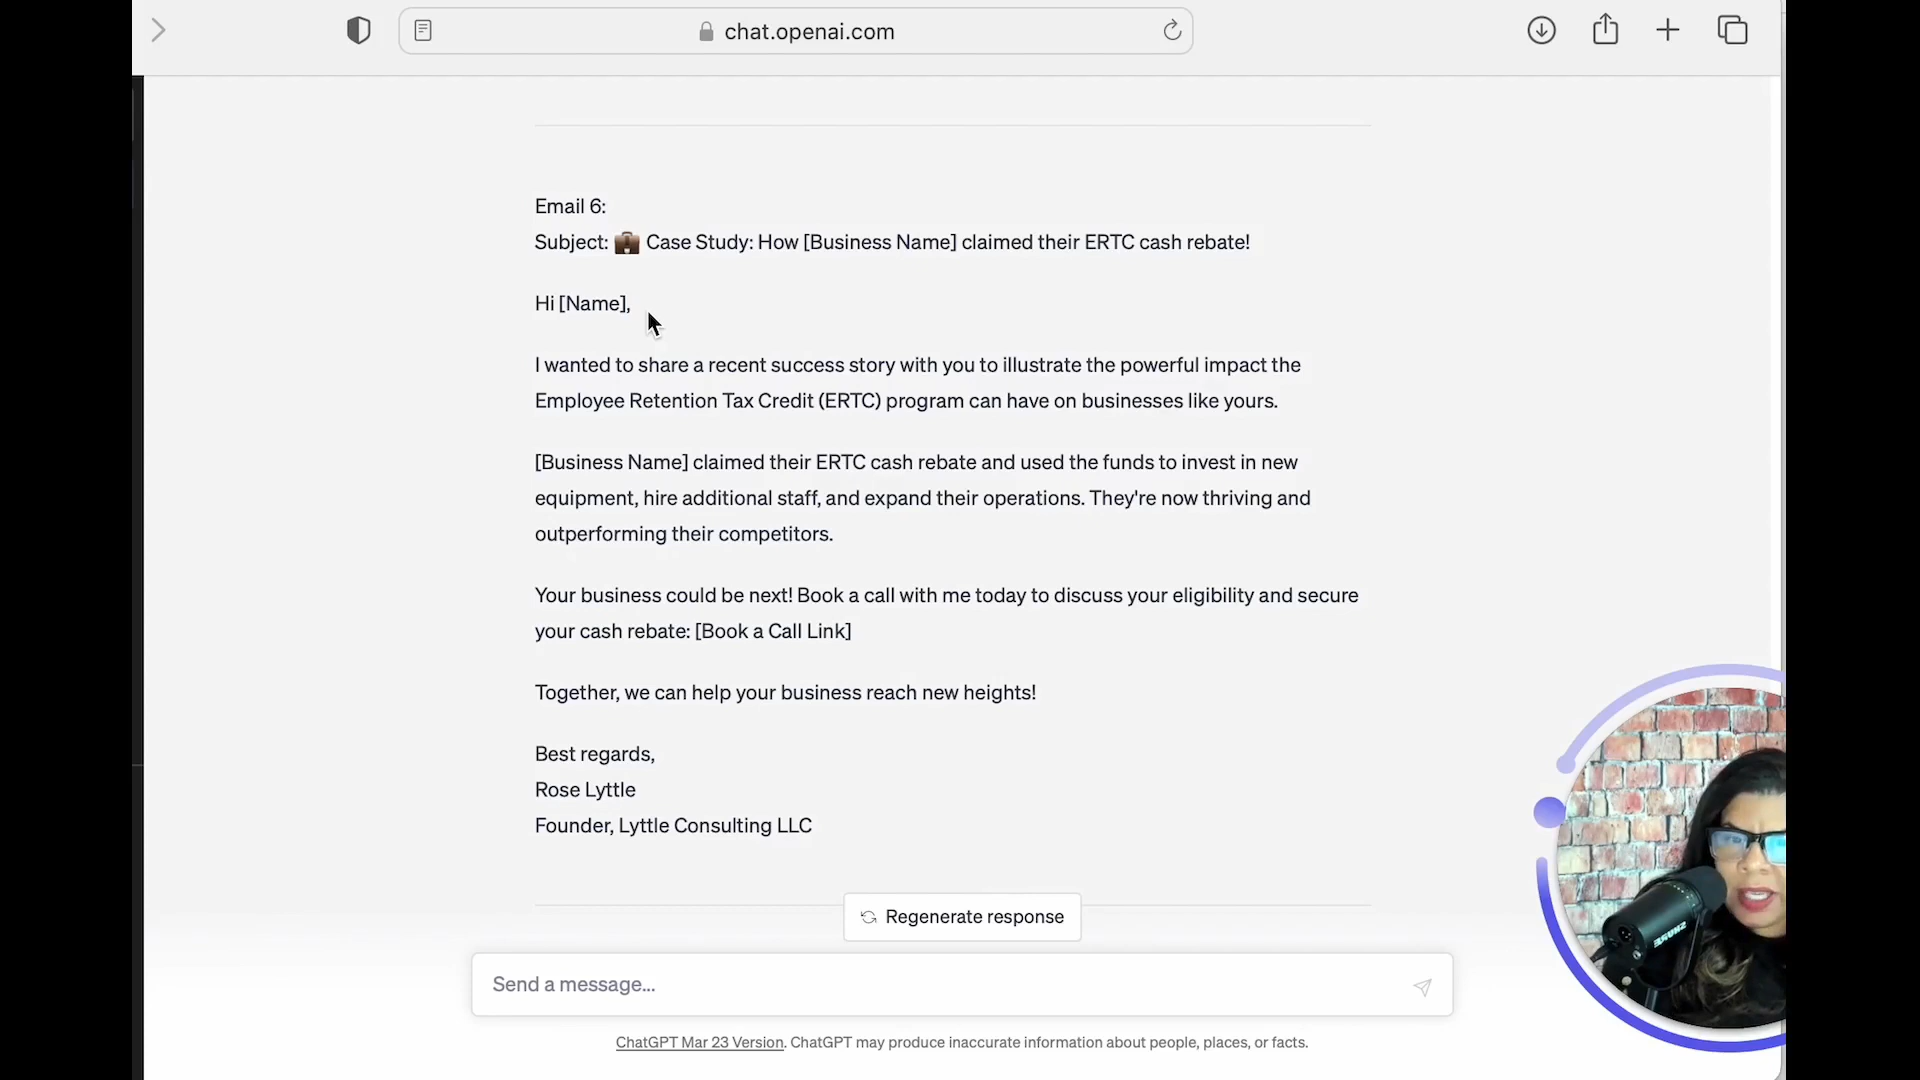 chat.openai.com
Email 6:
Subject: 💼 Case Study: How [Business Name] claimed their ERTC cash rebate!
Hi [Name],
I wanted to share a recent success story with you to illustrate the powerful impact the
Employee Retention Tax Credit (ERTC) program can have on businesses like yours.
[Business Name] claimed their ERTC cash rebate and used the funds to invest in new
equipment, hire additional staff, and expand their operations. They're now thriving and
outperforming their competitors.
Your business could be next! Book a call with me today to discuss your eligibility and secure
your cash rebate: [Book a Call Link]
Together, we can help your business reach new heights!
Best regards,
Rose Lyttle
Founder, Lyttle Consulting LLC
Regenerate response
Send a message...
ChatGPT Mar 23 Version. ChatGPT may produce inaccurate information about people, places, or facts.